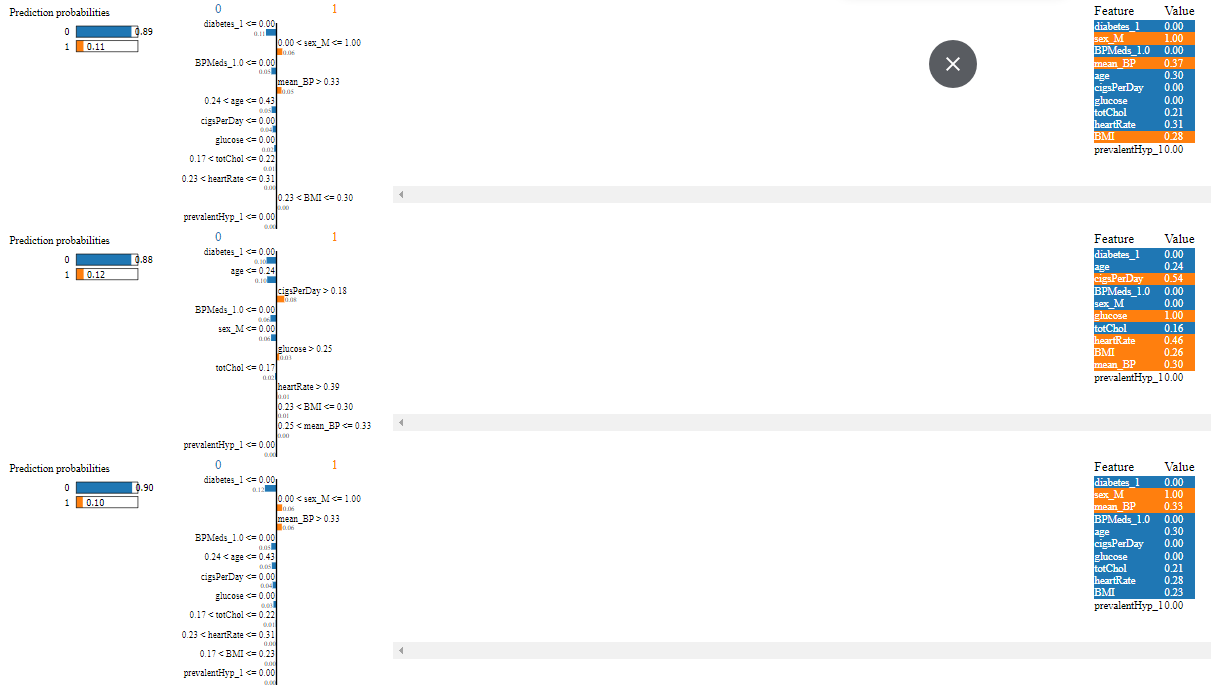 Prediction probabilities
0 0.89
1 0.11
0 1
diabetes_1 <= 0.00
0.11
0.00 < sex_M <= 1.00
0.06
BPMeds_1.0 <= 0.00
0.05
mean_BP > 0.33
0.05
0.24 < age <= 0.43
0.05
cigsPerDay <= 0.00
0.04
glucose <= 0.00
0.02
0.17 < totChol <= 0.22
0.01
0.23 < heartRate <= 0.31
0.00
0.23 < BMI <= 0.30
0.00
prevalentHyp_1 <= 0.00
0.00
Feature Value
diabetes_1 0.00
sex_M 1.00
BPMeds_1.0 0.00
mean_BP 0.37
age 0.30
cigsPerDay 0.00
glucose 0.00
totChol 0.21
heartRate 0.31
BMI 0.28
prevalentHyp_1 0.00
Prediction probabilities
0 0.88
1 0.12
0 1
diabetes_1 <= 0.00
0.10
age <= 0.24
0.10
cigsPerDay > 0.18
0.08
BPMeds_1.0 <= 0.00
0.06
sex_M <= 0.00
0.06
glucose > 0.25
0.03
totChol <= 0.17
0.02
heartRate > 0.39
0.01
0.23 < BMI <= 0.30
0.01
0.25 < mean_BP <= 0.33
0.00
prevalentHyp_1 <= 0.00
0.00
Feature Value
diabetes_1 0.00
age 0.24
cigsPerDay 0.54
BPMeds_1.0 0.00
sex_M 0.00
glucose 1.00
totChol 0.16
heartRate 0.46
BMI 0.26
mean_BP 0.30
prevalentHyp_1 0.00
Prediction probabilities
0 0.90
1 0.10
0 1
diabetes_1 <= 0.00
0.12
0.00 < sex_M <= 1.00
0.06
mean_BP > 0.33
0.06
BPMeds_1.0 <= 0.00
0.05
0.24 < age <= 0.43
0.05
cigsPerDay <= 0.00
0.04
glucose <= 0.00
0.03
0.17 < totChol <= 0.22
0.01
0.23 < heartRate <= 0.31
0.00
0.17 < BMI <= 0.23
0.00
prevalentHyp_1 <= 0.00
0.00
Feature Value
diabetes_1 0.00
sex_M 1.00
mean_BP 0.33
BPMeds_1.0 0.00
age 0.30
cigsPerDay 0.00
glucose 0.00
totChol 0.21
heartRate 0.28
BMI 0.23
prevalentHyp_1 0.00